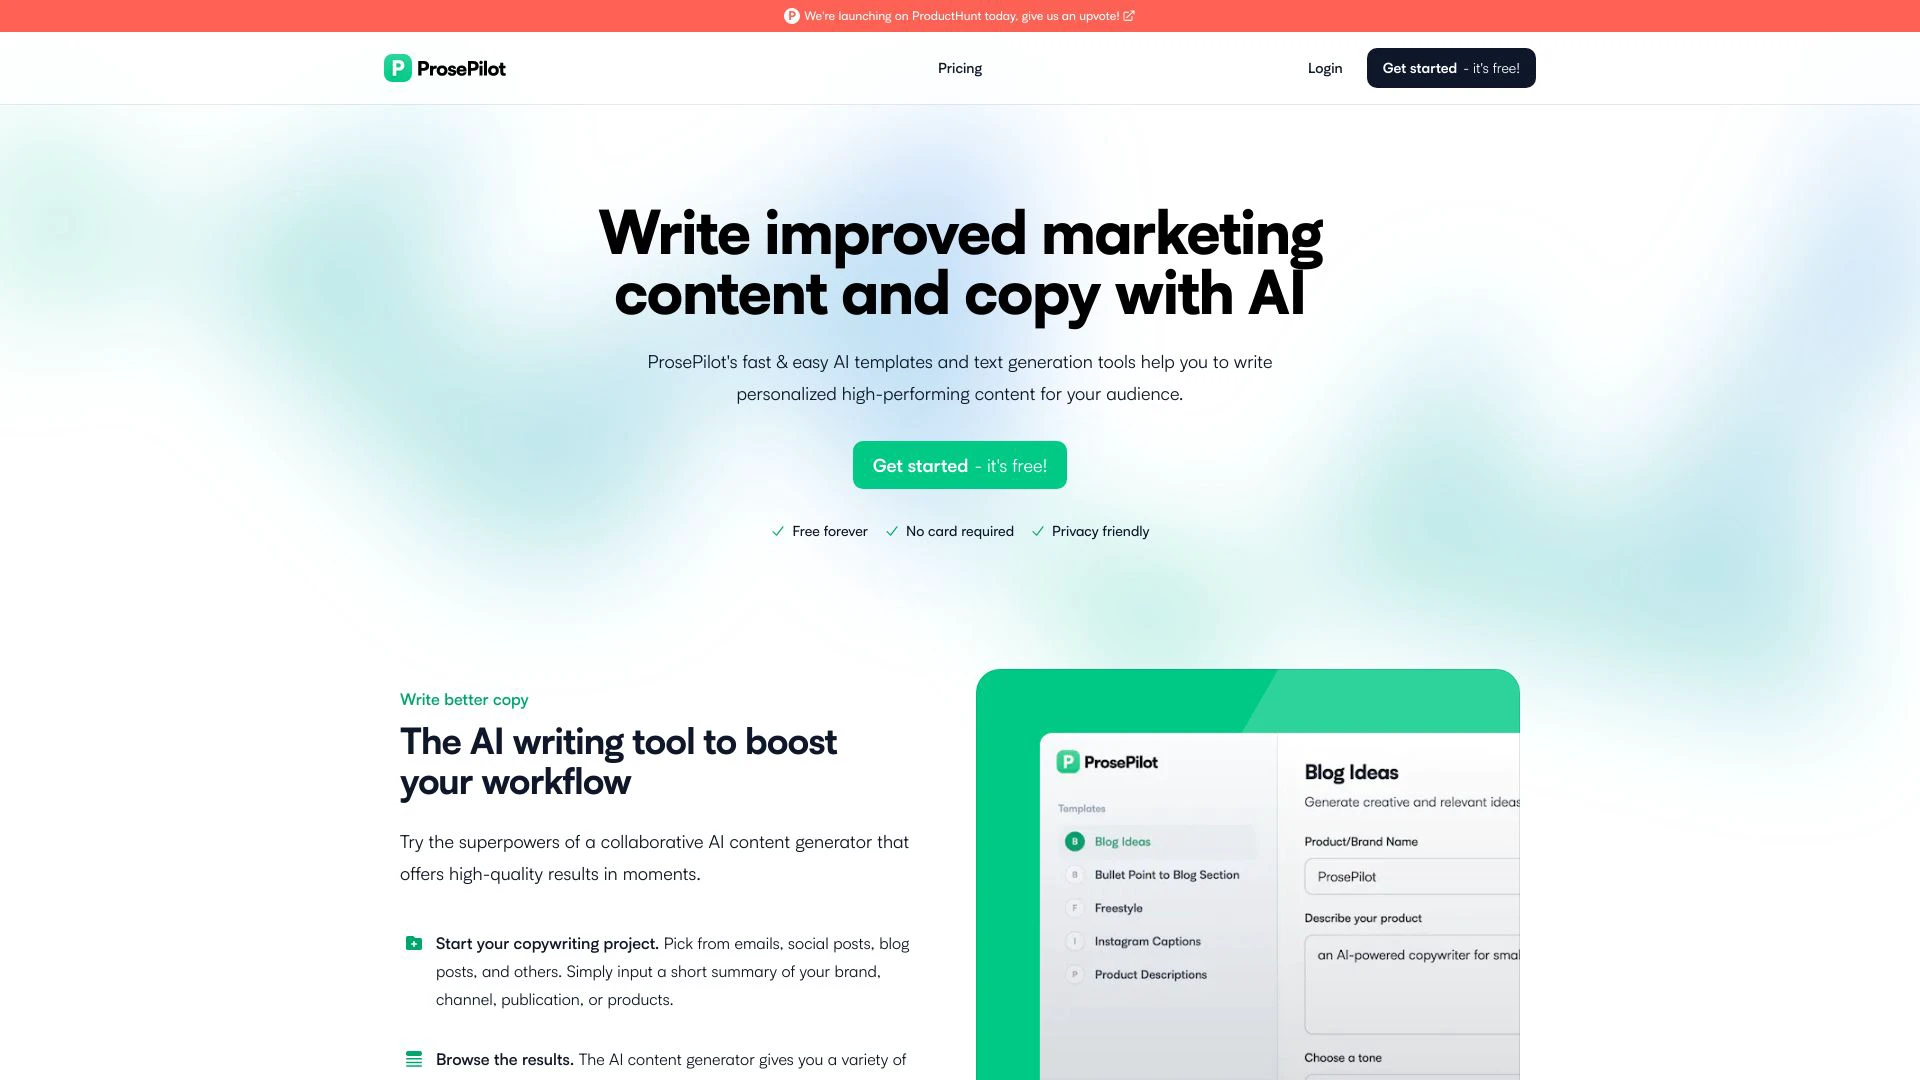 P We're launching on ProductHunt today, give us an upvote!
P ProsePilot
Pricing
Login
Get started - it's free!
Write improved marketing
content and copy with AI
ProsePilot's fast & easy AI templates and text generation tools help you to write
personalized high-performing content for your audience.
Get started - it's free!
Free forever
No card required
Privacy friendly
Write better copy
The AI writing tool to boost
your workflow
Try the superpowers of a collaborative AI content generator that
offers high-quality results in moments.
Start your copywriting project. Pick from emails, social posts, blog
posts, and others. Simply input a short summary of your brand,
channel, publication, or products.
Browse the results. The AI content generator gives you a variety of
P ProsePilot
Templates
B Blog Ideas
B Bullet Point to Blog Section
F Freestyle
I Instagram Captions
P Product Descriptions
Blog Ideas
Generate creative and relevant ideas
Product/Brand Name
ProsePilot
Describe your product
an AI-powered copywriter for
Choose a tone